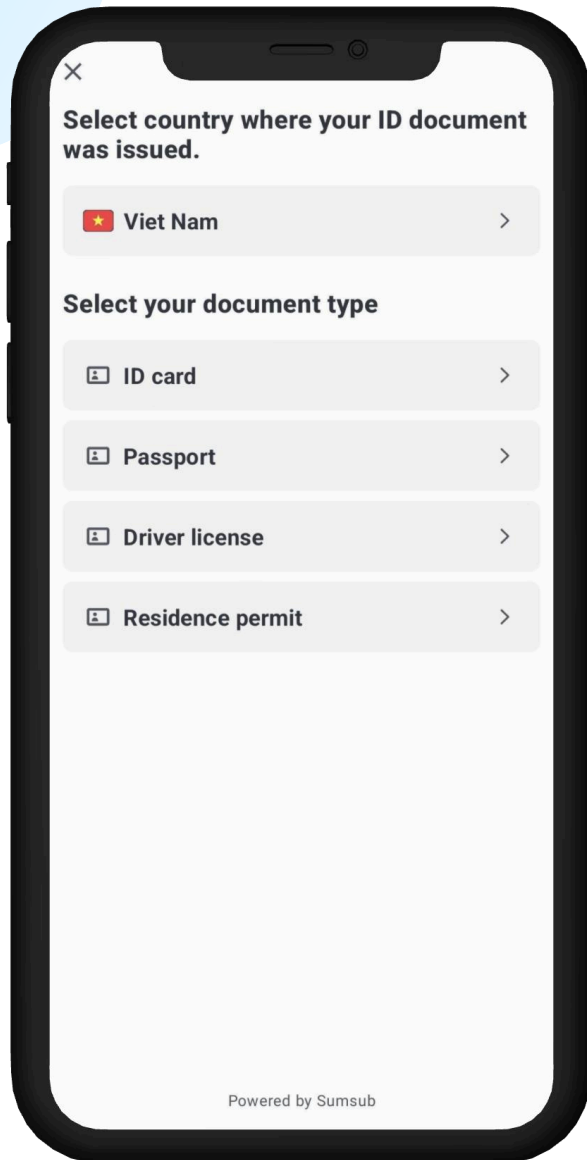 Select country where your ID document
was issued.
Viet Nam
Select your document type
ID card
Passport
Driver license
Residence permit
Powered by Sumsub